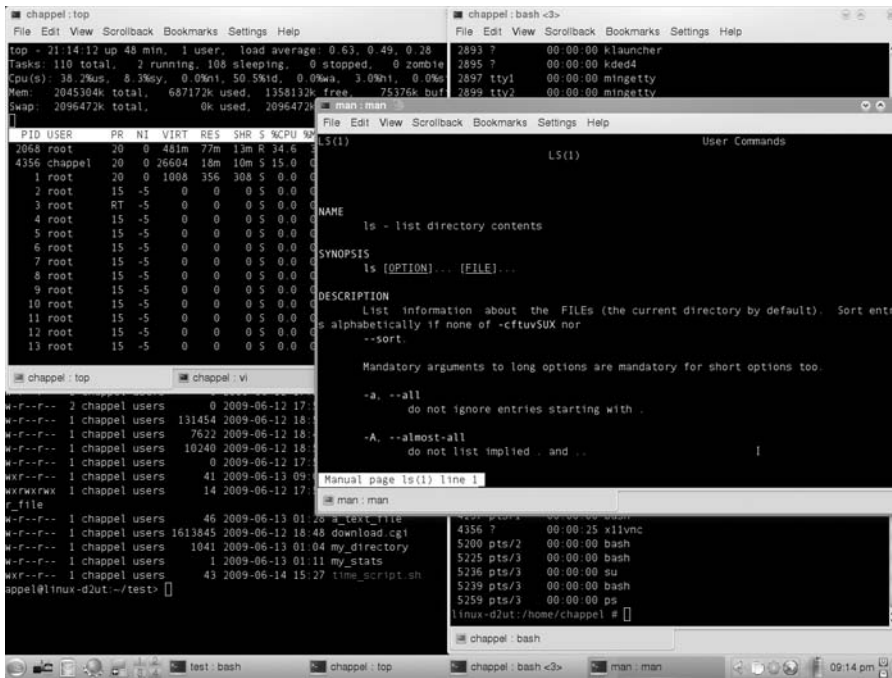 chappel : top
File Edit View Scrollback Bookmarks Settings Help
top - 21:14:12 up 48 min, 1 user, load average: 0.63, 0.49, 0.28
Tasks: 110 total, 2 running, 108 sleeping, 0 stopped, 0 zombie
Cpu(s): 38.2%us, 8.3%sy, 0.0%ni, 50.5%id, 0.0%wa, 3.0%hi, 0.0%s
Mem: 2045304k total, 687172k used, 1358132k free, 75376k buf
Swap: 2096472k total, 0k used, 2096472k
PID USER PR NI VIRT RES SHR S %CPU %M
2068 root 20 0 481m 77m 13m R 34.6
4356 chappel 20 0 26604 18m 10m S 15.0
1 root 20 0 1008 356 308 S 0.0
2 root 15 -5 0 0 0 S 0.0
3 root RT -5 0 0 0 S 0.0
4 root 15 -5 0 0 0 S 0.0
5 root 15 -5 0 0 0 S 0.0
6 root 15 -5 0 0 0 S 0.0
7 root 15 -5 0 0 0 S 0.0
8 root 15 -5 0 0 0 S 0.0
9 root 15 -5 0 0 0 S 0.0
10 root 15 -5 0 0 0 S 0.0
11 root 15 -5 0 0 0 S 0.0
12 root 15 -5 0 0 0 S 0.0
13 root 15 -5 0 0 0 S 0.0
chappel : top
chappel : vi
chappel : bash <3>
File Edit View Scrollback Bookmarks Settings Help
2893 ? 00:00:00 klauncher
2895 ? 00:00:00 kded4
2897 tty1 00:00:00 mingetty
2899 tty2 00:00:00 mingetty
man : man
File Edit View Scrollback Bookmarks Settings Help
LS(1) User Commands
LS(1)
NAME
ls - list directory contents
SYNOPSIS
ls [OPTION]... [FILE]...
DESCRIPTION
List information about the FILEs (the current directory by default). Sort entr
s alphabetically if none of -cftuvSUX nor
--sort.
Mandatory arguments to long options are mandatory for short options too.
-a, --all
do not ignore entries starting with .
-A, --almost-all
do not list implied . and ..
Manual page ls(1) line 1
man : man
w-r--r-- 2 chappel users 0 2009-06-12 17:
w-r--r-- 1 chappel users 131454 2009-06-12 18:
w-r--r-- 1 chappel users 7622 2009-06-12 18:
w-r--r-- 1 chappel users 10240 2009-06-12 18:
w-r--r-- 1 chappel users 0 2009-06-12 17:
wxr--r-- 1 chappel users 41 2009-06-13 09:
wxrwxrwx 1 chappel users 14 2009-06-12 17:
r_file
w-r--r-- 1 chappel users 46 2009-06-13 01:28 a_text_file
w-r--r-- 1 chappel users 1613845 2009-06-12 18:48 download.cgi
w-r--r-- 1 chappel users 1041 2009-06-13 01:04 my_directory
w-r--r-- 1 chappel users 1 2009-06-13 01:11 my_stats
wxr--r-- 1 chappel users 43 2009-06-14 15:27 time_script.sh
appel@linux-d2ut:~/test>
4356 ? 00:00:25 x11vnc
5200 pts/2 00:00:00 bash
5225 pts/3 00:00:00 bash
5236 pts/3 00:00:00 su
5239 pts/3 00:00:00 bash
5259 pts/3 00:00:00 ps
linux-d2ut:/home/chappel #
chappel : bash
test : bash
chappel : top
chappel : bash <3>
man : man
09:14 pm